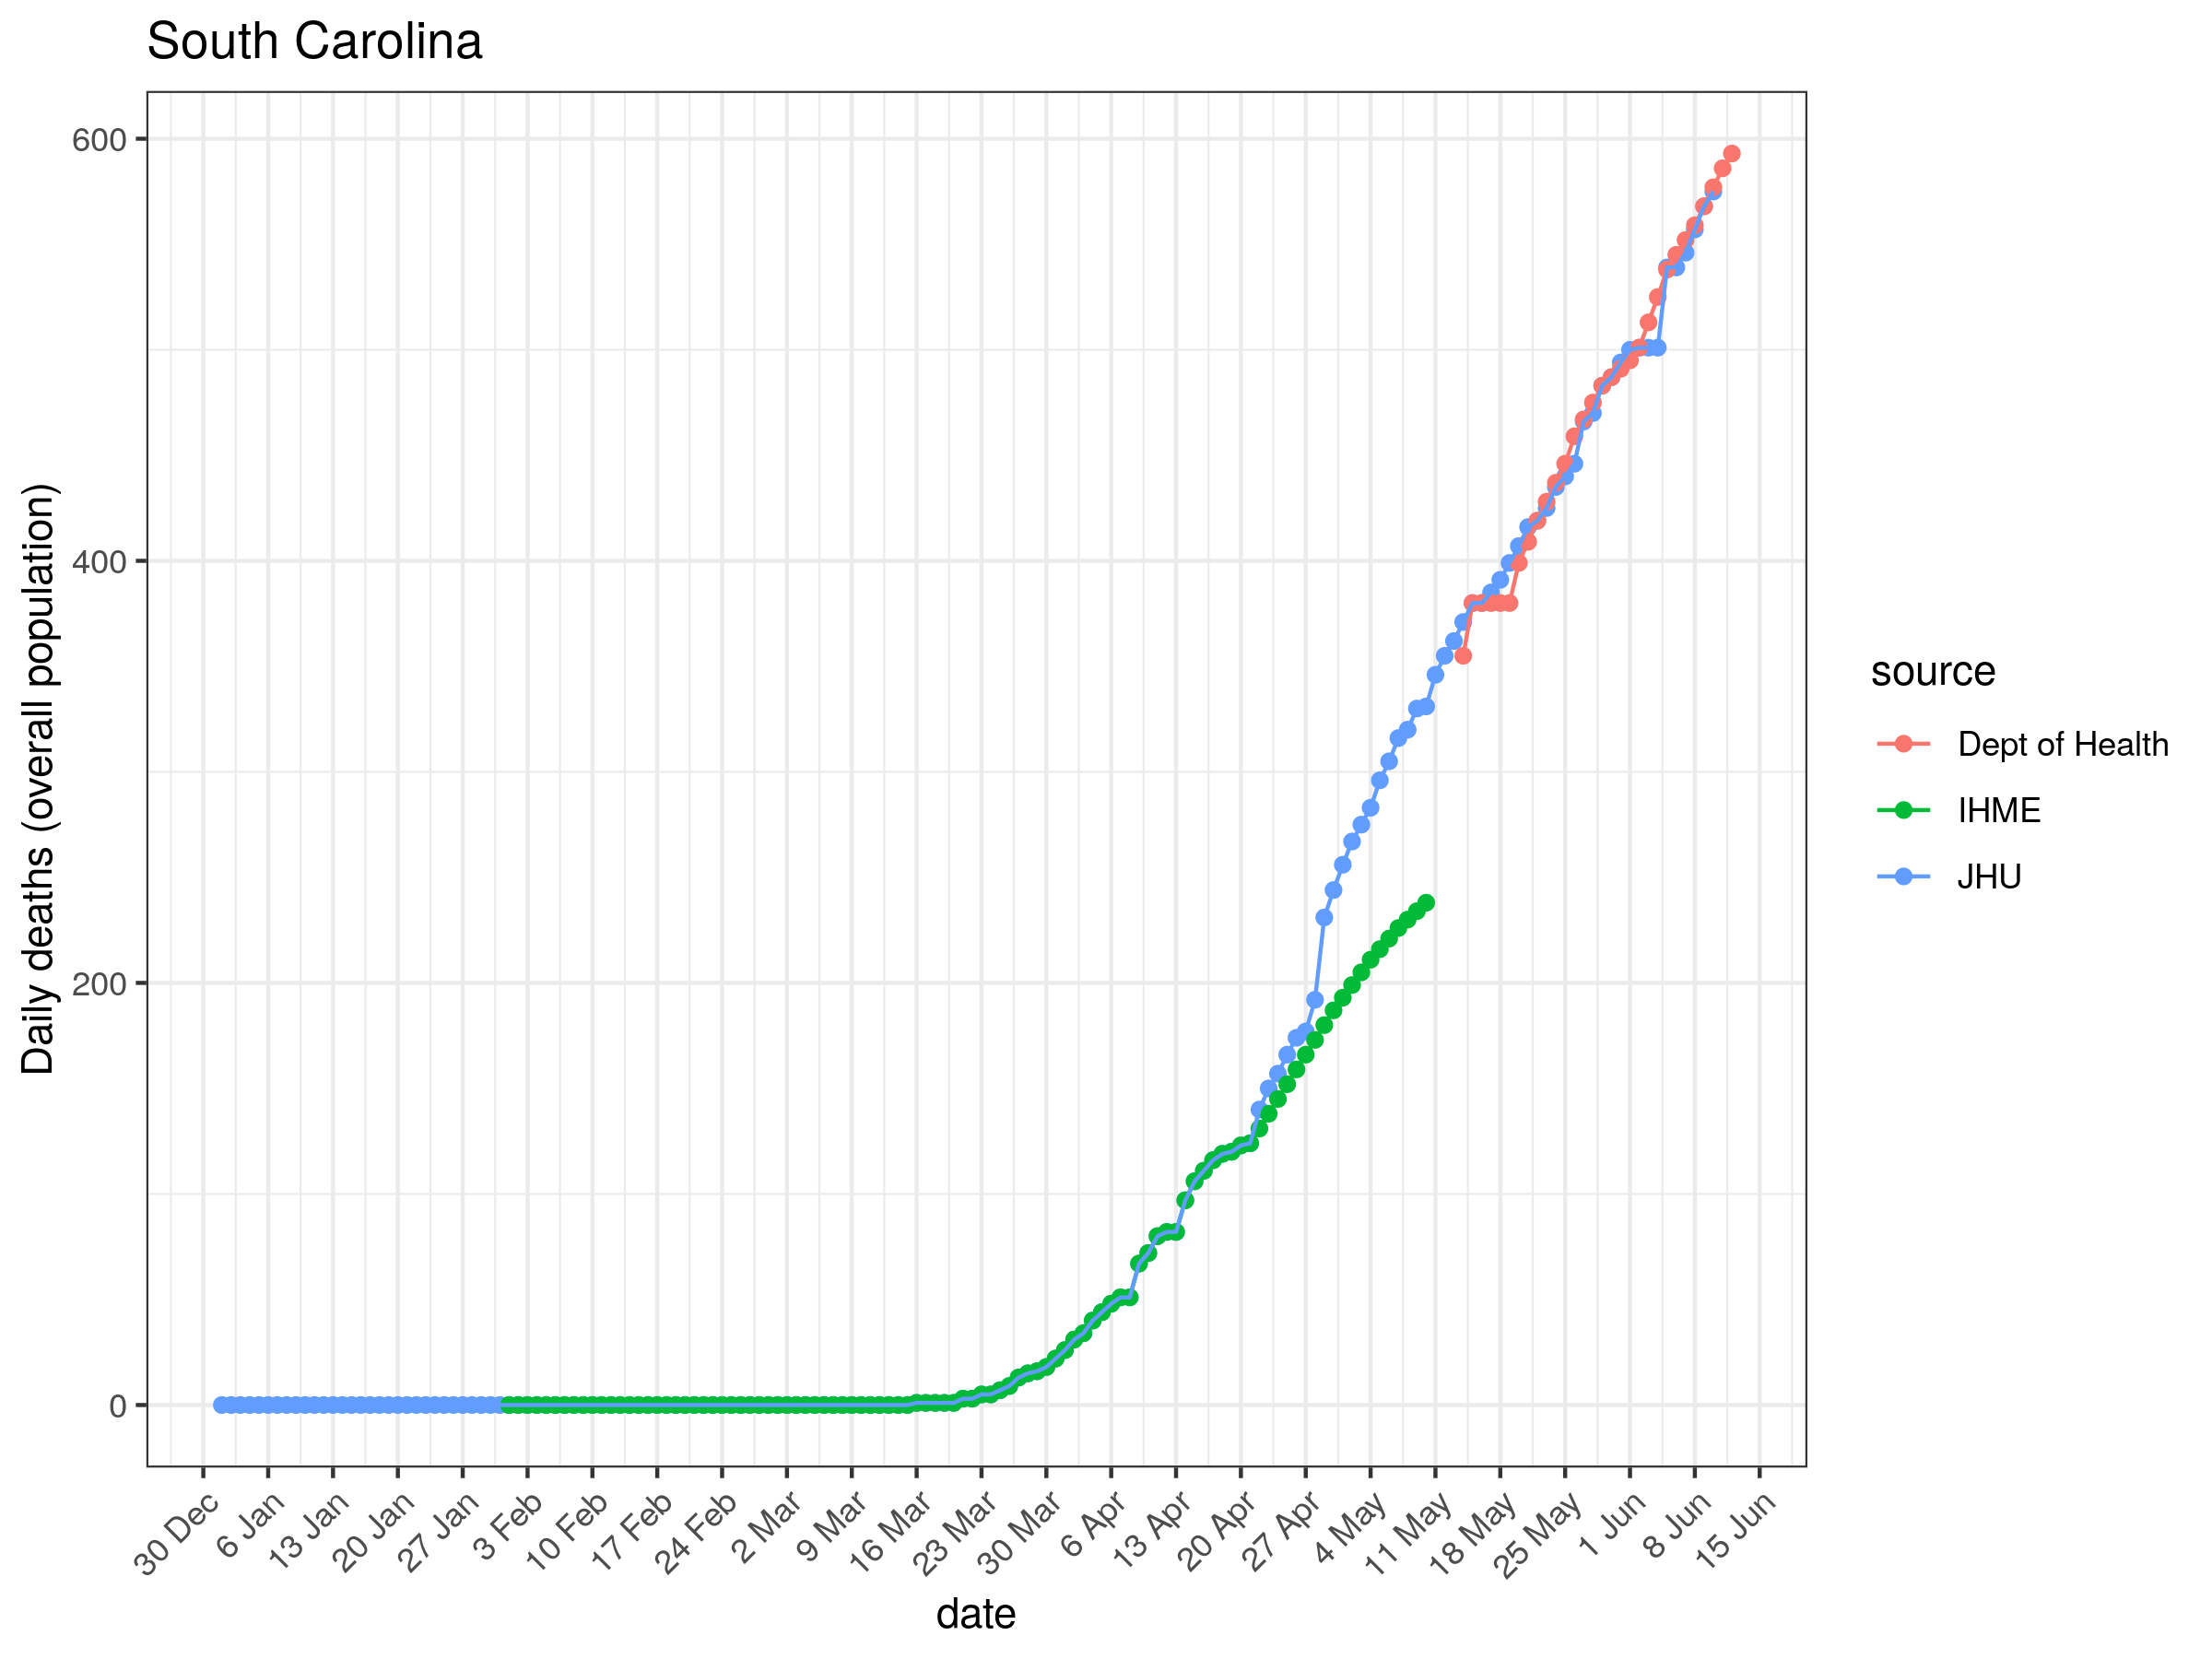 South Carolina
Daily deaths (overall population)
600
400
200
0
30 Dec
6 Jan
13 Jan
20 Jan
27 Jan
3 Feb
10 Feb
17 Feb
24 Feb
2 Mar
9 Mar
16 Mar
23 Mar
30 Mar
6 Apr
13 Apr
20 Apr
27 Apr
4 May
11 May
18 May
25 May
1 Jun
8 Jun
15 Jun
date
source
Dept of Health
IHME
JHU